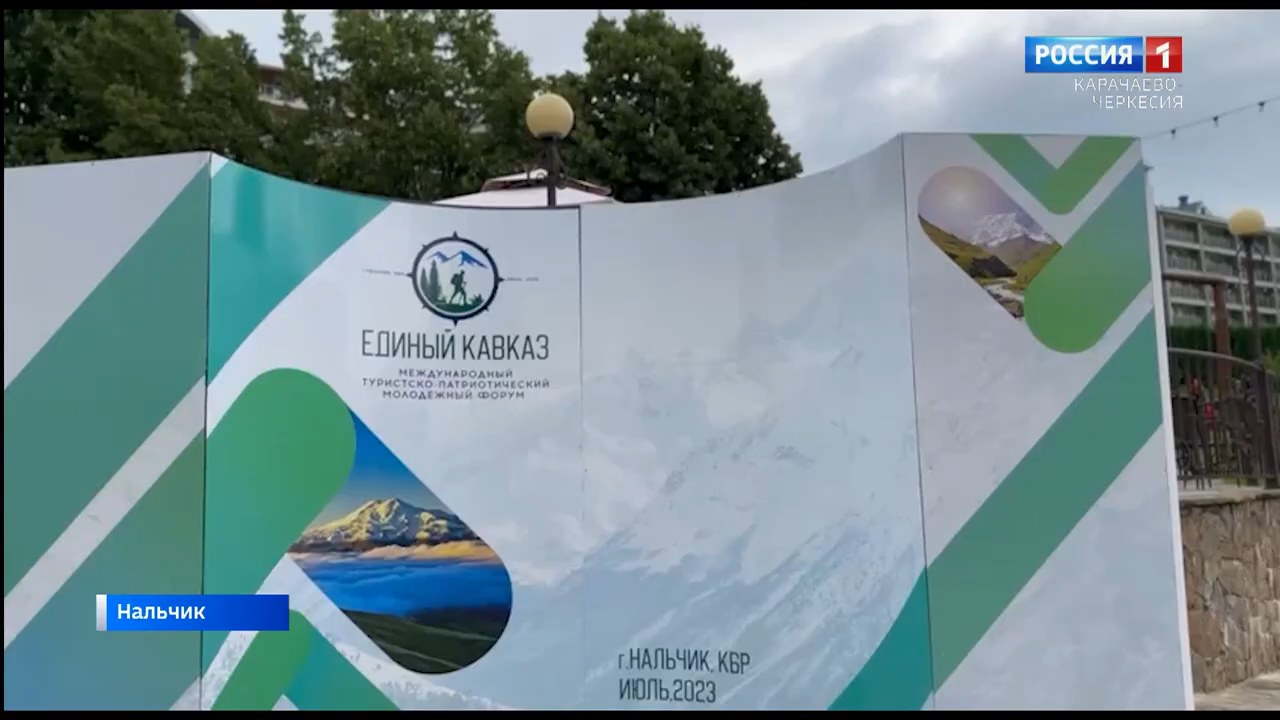 РОССИЯ 1
КАРАЧАЕВО-
ЧЕРКЕСИЯ
ЕДИНЫЙ КАВКАЗ
МЕЖДУНАРОДНЫЙ
ТУРИСТСКО-ПАТРИОТИЧЕСКИЙ
МОЛОДЕЖНЫЙ ФОРУМ
Нальчик
г.НАЛЬЧИК, КБР
ИЮЛЬ,2023